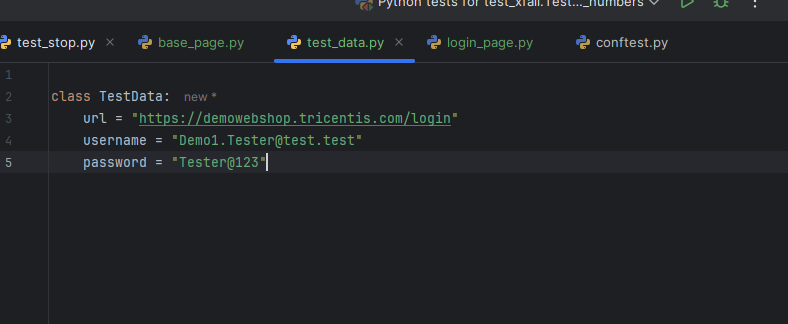 Python tests for test_xfail.Test..._numbers
test_stop.py
base_page.py
test_data.py
login_page.py
conftest.py
1
2 class TestData: new *
3 url = "https://demowebshop.tricentis.com/login"
4 username = "Demo1.Tester@test.test"
5 password = "Tester@123"